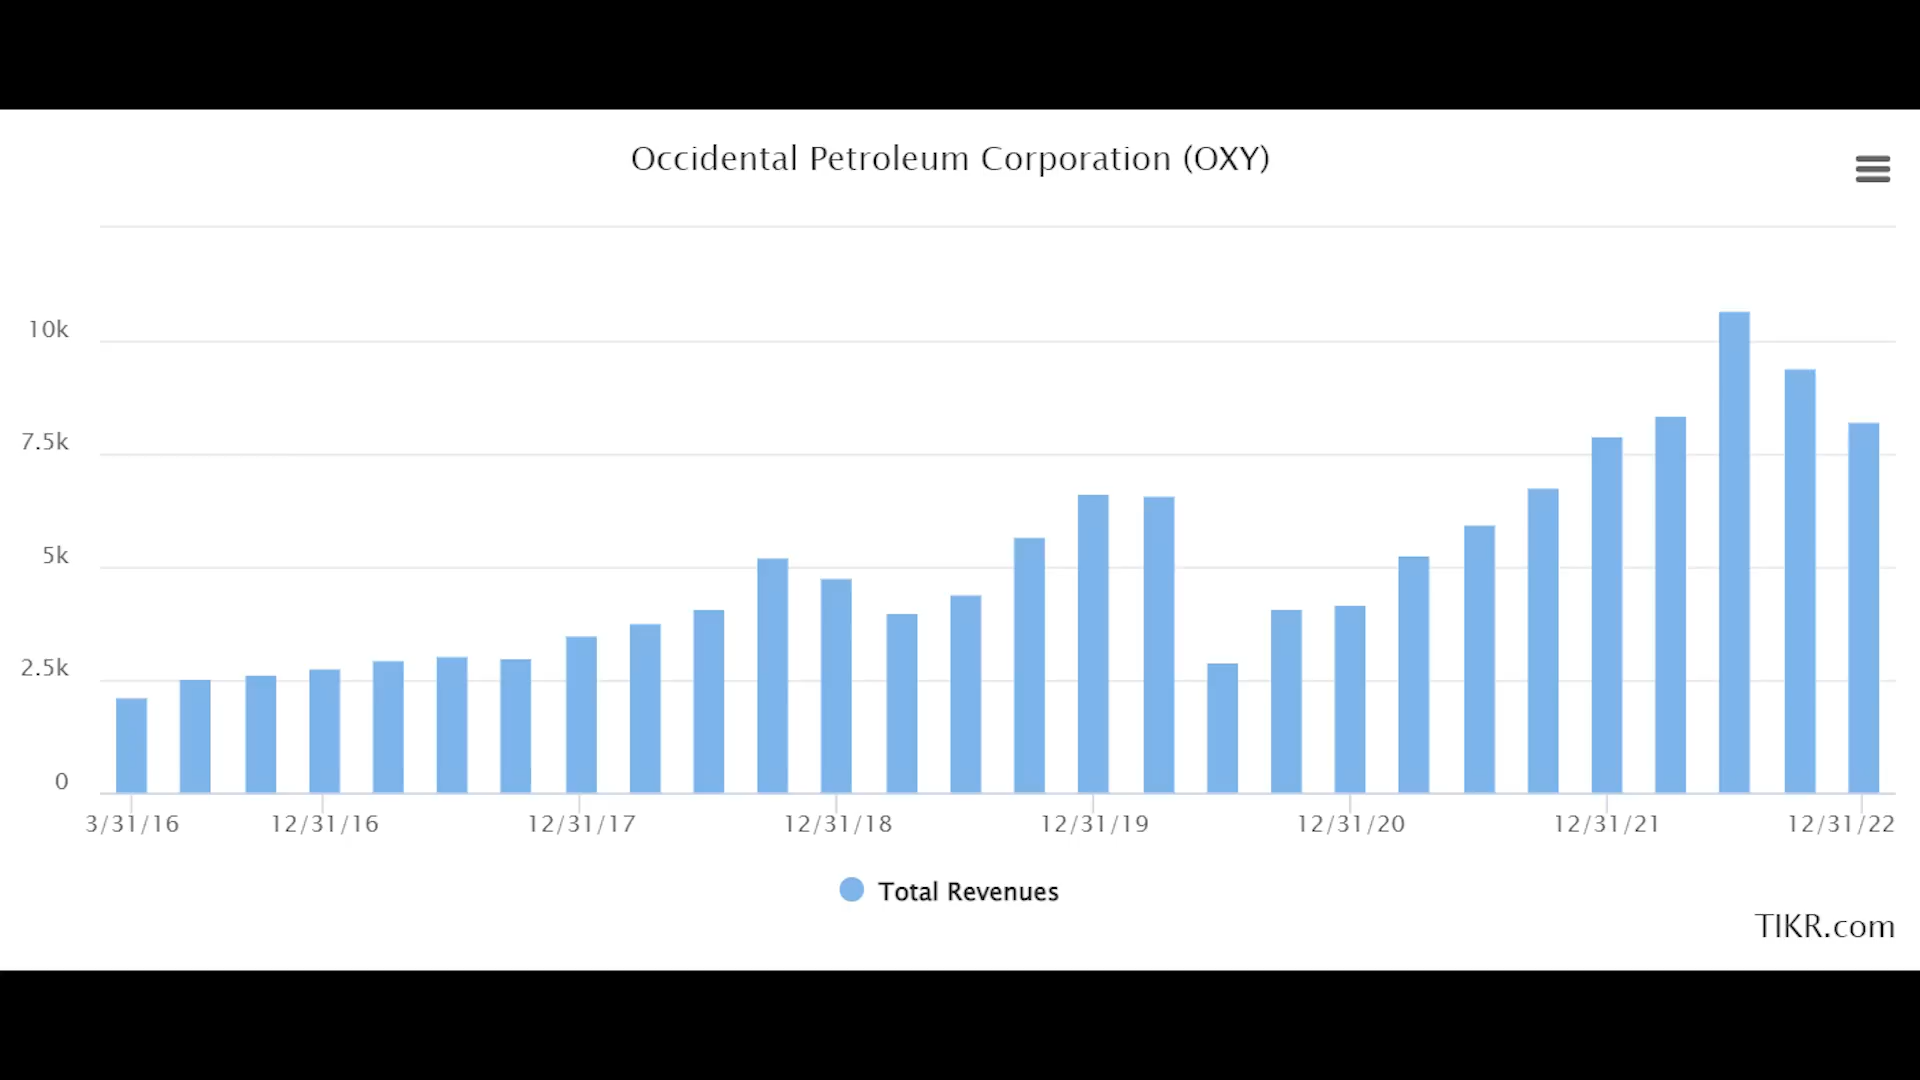 Occidental Petroleum Corporation (OXY)
10k
7.5k
5k
2.5k
0
3/31/16 12/31/16 12/31/17 12/31/18 12/31/19 12/31/20 12/31/21 12/31/22
Total Revenues
TIKR.com